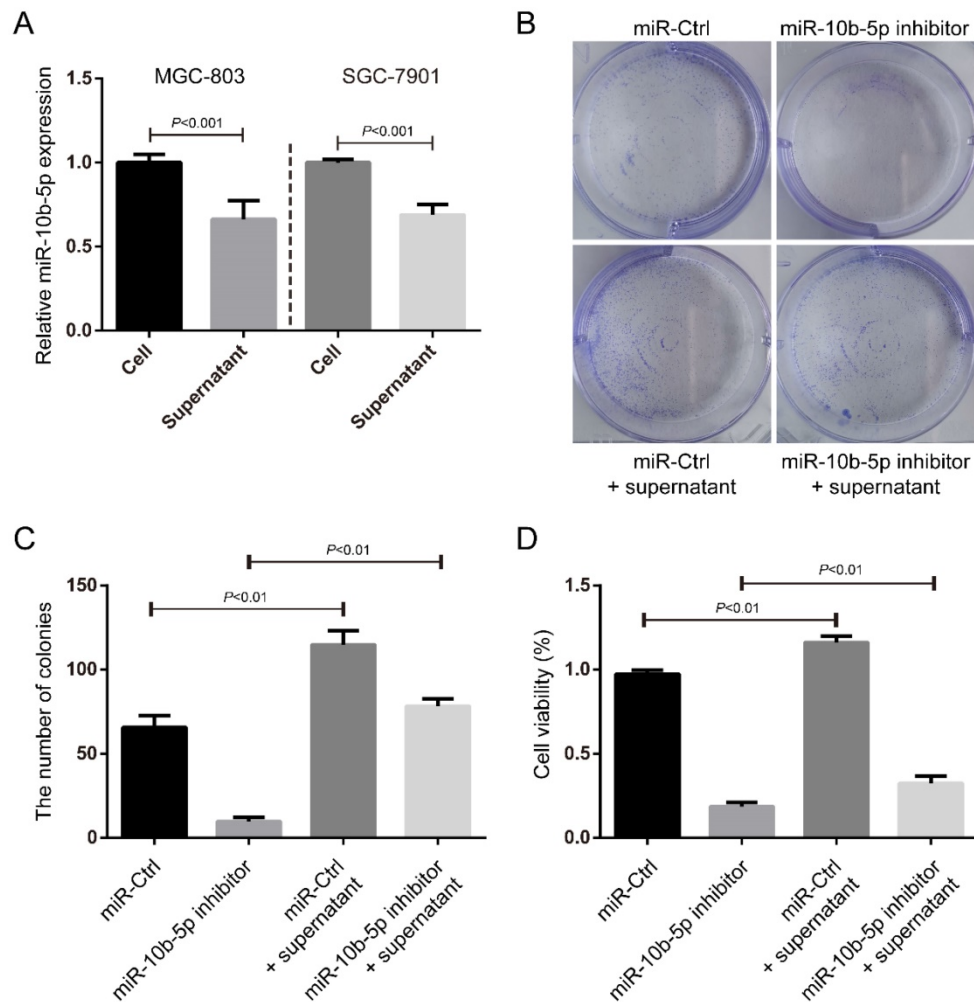 A
MGC-803
SGC-7901
Relative miR-10b-5p expression
1.5
1.0
0.5
0.0
P<0.001
P<0.001
Cell
Supernatant
Cell
Supernatant
B
miR-Ctrl
miR-10b-5p inhibitor
miR-Ctrl
+ supernatant
miR-10b-5p inhibitor
+ supernatant
C
The number of colonies
150
100
50
0
P<0.01
P<0.01
miR-Ctrl
miR-10b-5p inhibitor
miR-Ctrl
+ supernatant
miR-10b-5p inhibitor
+ supernatant
D
Cell viability (%)
1.5
1.0
0.5
0.0
P<0.01
P<0.01
miR-Ctrl
miR-10b-5p inhibitor
miR-Ctrl
+ supernatant
miR-10b-5p inhibitor
+ supernatant